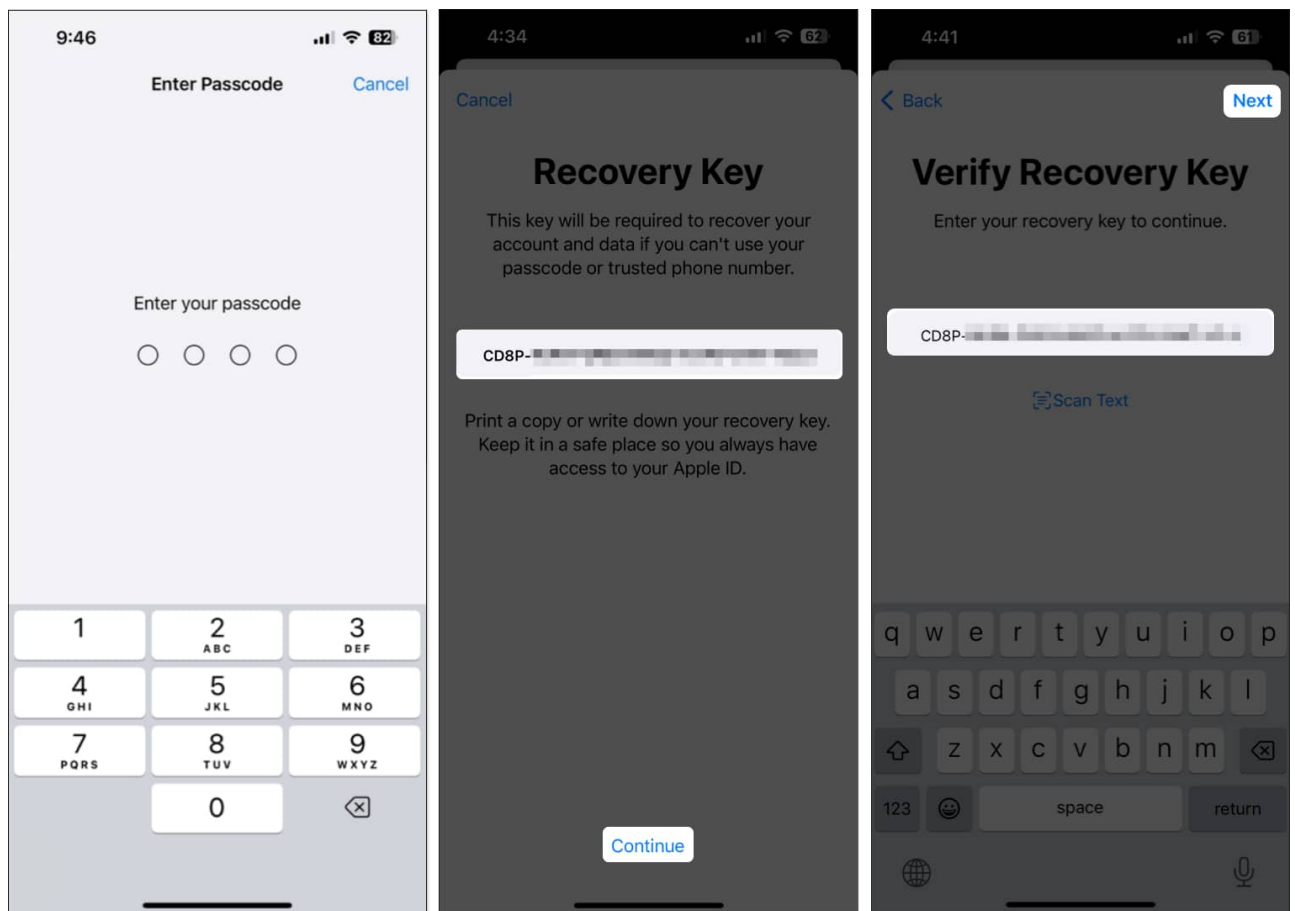 9:46
82
Enter Passcode
Cancel
Enter your passcode
1
2
ABC
3
DEF
4
GHI
5
JKL
6
MNO
7
PQRS
8
TUV
9
WXYZ
0
4:34
62
Cancel
Recovery Key
This key will be required to recover your
account and data if you can't use your
passcode or trusted phone number.
CD8P-
Print a copy or write down your recovery key.
Keep it in a safe place so you always have
access to your Apple ID.
Continue
4:41
61
Back
Next
Verify Recovery Key
Enter your recovery key to continue.
CD8P-
Scan Text
q w e r t y u i o p
a s d f g h j k l
z x c v b n m
123 space return